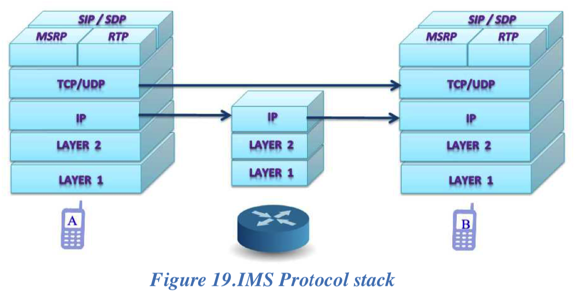 SIP / SDP
MSRP RTP
TCP/UDP
IP
LAYER 2
LAYER 1
A
IP
LAYER 2
LAYER 1
SIP / SDP
MSRP RTP
TCP/UDP
IP
LAYER 2
LAYER 1
B
Figure 19.IMS Protocol stack